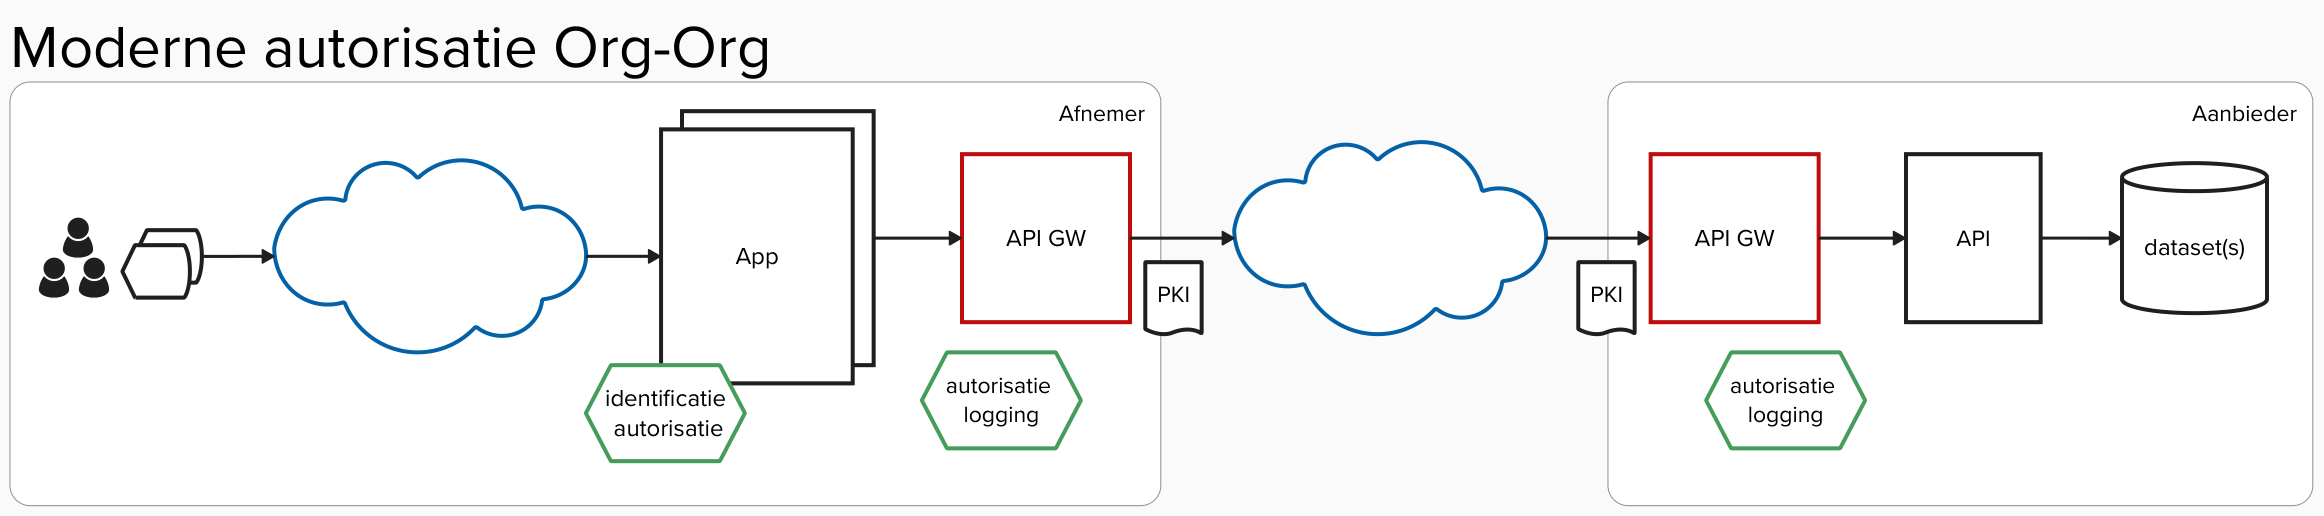 Moderne autorisatie Org-Org
Afnemer
Aanbieder
App
API GW
PKI
PKI
API GW
API
dataset(s)
identificatie
autorisatie
autorisatie
logging
autorisatie
logging